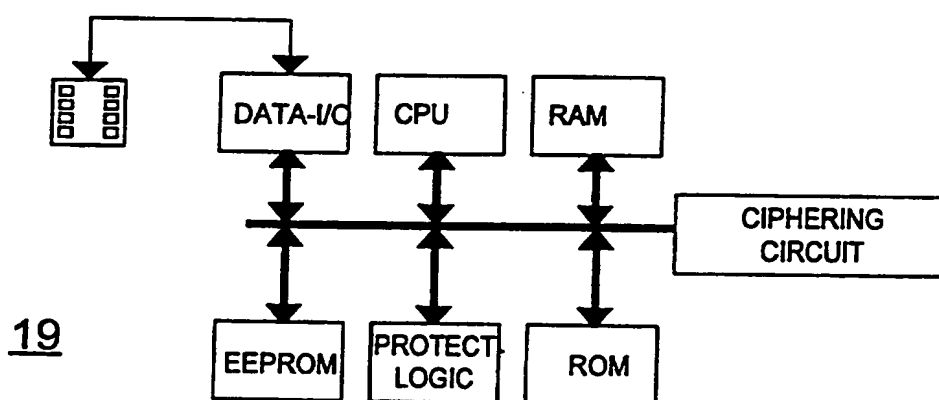 DATA-I/O
CPU
RAM
CIPHERING
CIRCUIT
19
EEPROM
PROTECT-
LOGIC
ROM